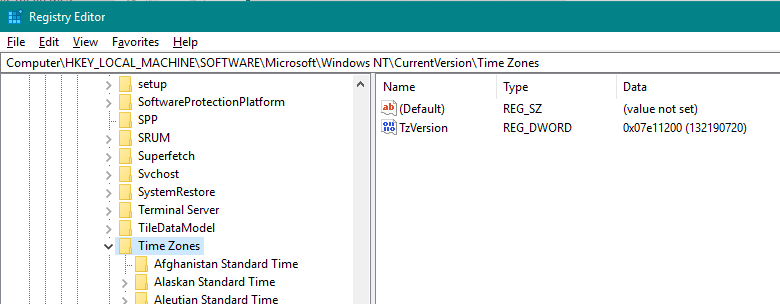 Registry Editor
File Edit View Favorites Help
Computer\HKEY_LOCAL_MACHINE\SOFTWARE\Microsoft\Windows NT\CurrentVersion\Time Zones
setup
SoftwareProtectionPlatform
SPP
SRUM
Superfetch
Svchost
SystemRestore
Terminal Server
TileDataModel
Time Zones
Afghanistan Standard Time
Alaskan Standard Time
Aleutian Standard Time
Name Type Data
ab (Default) REG_SZ (value not set)
TzVersion REG_DWORD 0x07e11200 (132190720)